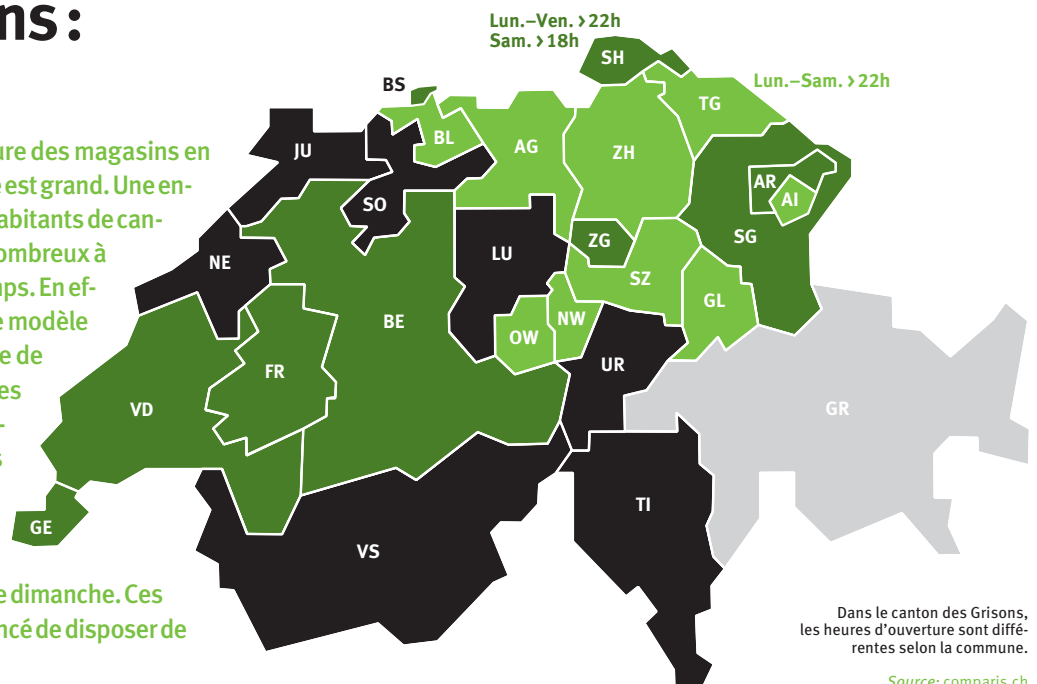 ns :
ure des magasins en
e est grand. Une en-
abitants de can-
ombreux à
ps. En ef-
e modèle
e de
es
-
s
e dimanche. Ces
ncé de disposer de
Lun.–Ven. > 22h
Sam. > 18h
Lun.–Sam. > 22h
SH
BS
TG
BL
JU
AG
ZH
AR
AI
SO
SG
ZG
NE
LU
SZ
GL
BE
NW
OW
UR
FR
VD
GR
TI
GE
VS
Dans le canton des Grisons,
les heures d’ouverture sont diffé-
rentes selon la commune.
Source: comparis.ch